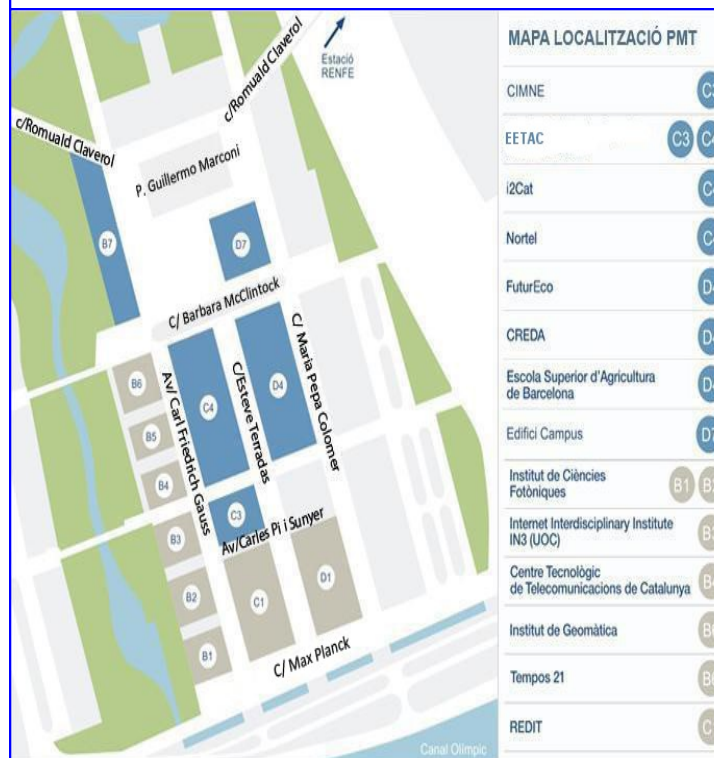 MAPA LOCALITZACIÓ PMT
Estació
RENFE
c/Romuald Claverol
c/Romuald Claverol
P. Guillermo Marconi
B7
D7
C/ Barbara McClintock
C/ Maria Pepa Colomer
C/Esteve Terradas
Av/ Carl Friedrich Gauss
B6
B5
B4
B3
B2
B1
C4
D4
C3
Av/Carles Pi i Sunyer
C1
D1
C/ Max Planck
Canal Olímpic
CIMNE
EETAC C3
i2Cat
Nortel
FuturEco
CREDA
Escola Superior d'Agricultura
de Barcelona
Edifici Campus D7
Institut de Ciències
Fotòniques B1
Internet Interdisciplinary Institute
IN3 (UOC)
Centre Tecnològic
de Telecomunicacions de Catalunya
Institut de Geomàtica
Tempos 21
REDIT